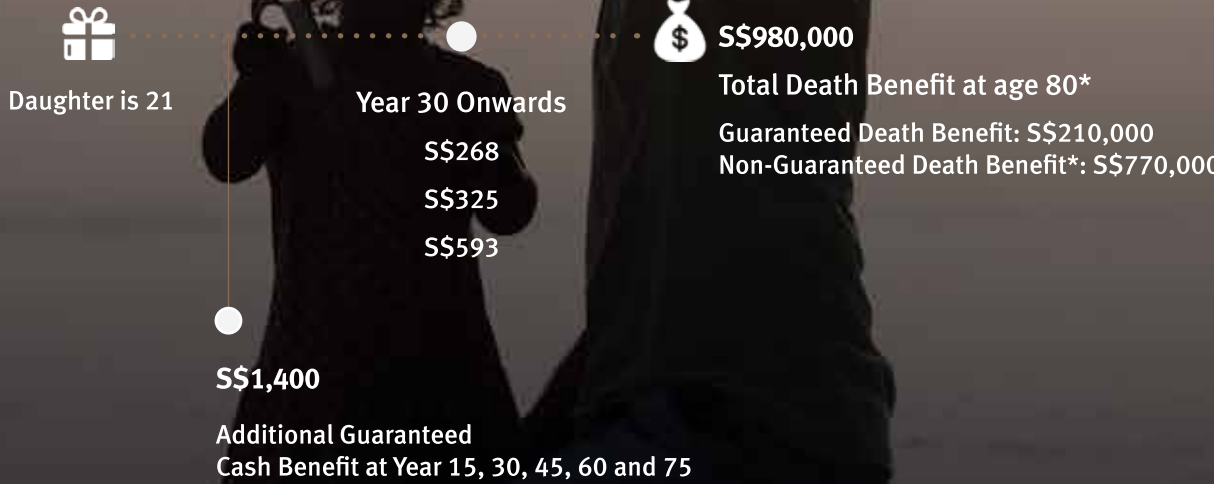 Daughter is 21
Year 30 Onwards
S$268
S$325
S$593
$
S$980,000
Total Death Benefit at age 80*
Guaranteed Death Benefit: S$210,000
Non-Guaranteed Death Benefit*: S$770,000
S$1,400
Additional Guaranteed
Cash Benefit at Year 15, 30, 45, 60 and 75